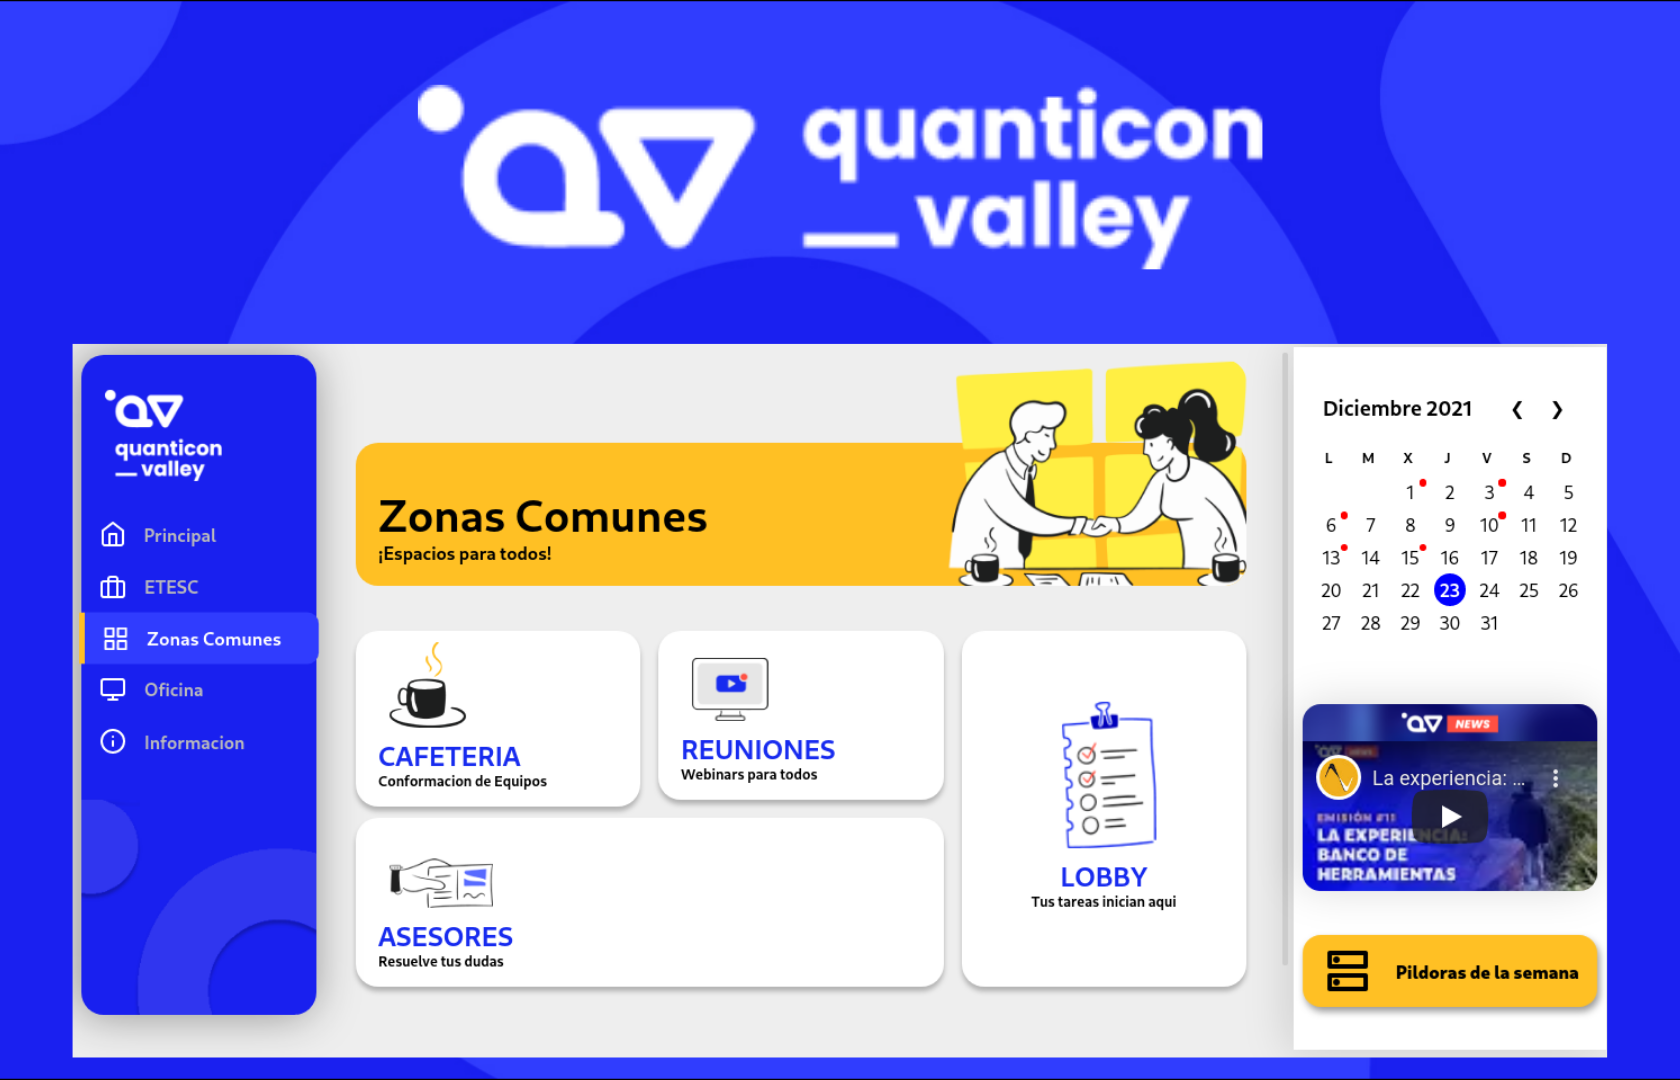 quanticon
_ valley
quanticon
_ valley
Principal
ETESC
Zonas Comunes
Oficina
Informacion
Zonas Comunes
¡Espacios para todos!
CAFETERIA
Conformacion de Equipos
REUNIONES
Webinars para todos
LOBBY
Tus tareas inician aqui
ASESORES
Resuelve tus dudas
Diciembre 2021 ❮ ❯
L M X J V S D
1 2 3 4 5
6 7 8 9 10 11 12
13 14 15 16 17 18 19
20 21 22 23 24 25 26
27 28 29 30 31
NEWS
La experiencia: ...
EMISIÓN #11
LA EXPERIENCIA:
BANCO DE
HERRAMIENTAS
Pildoras de la semana